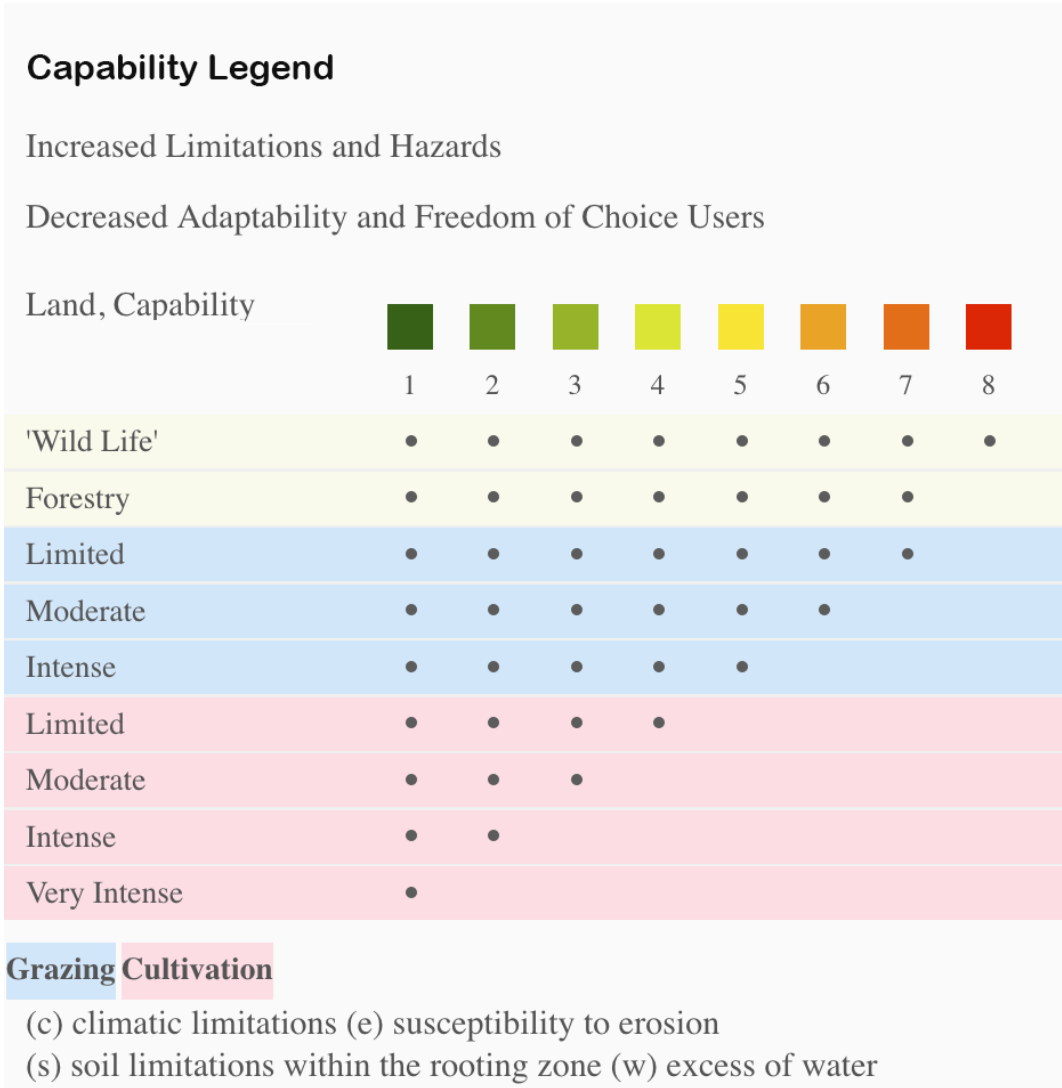 Capability Legend
Increased Limitations and Hazards
Decreased Adaptability and Freedom of Choice Users
Land, Capability
1 2 3 4 5 6 7 8
'Wild Life'
Forestry
Limited
Moderate
Intense
Limited
Moderate
Intense
Very Intense
Grazing Cultivation
(c) climatic limitations (e) susceptibility to erosion
(s) soil limitations within the rooting zone (w) excess of water